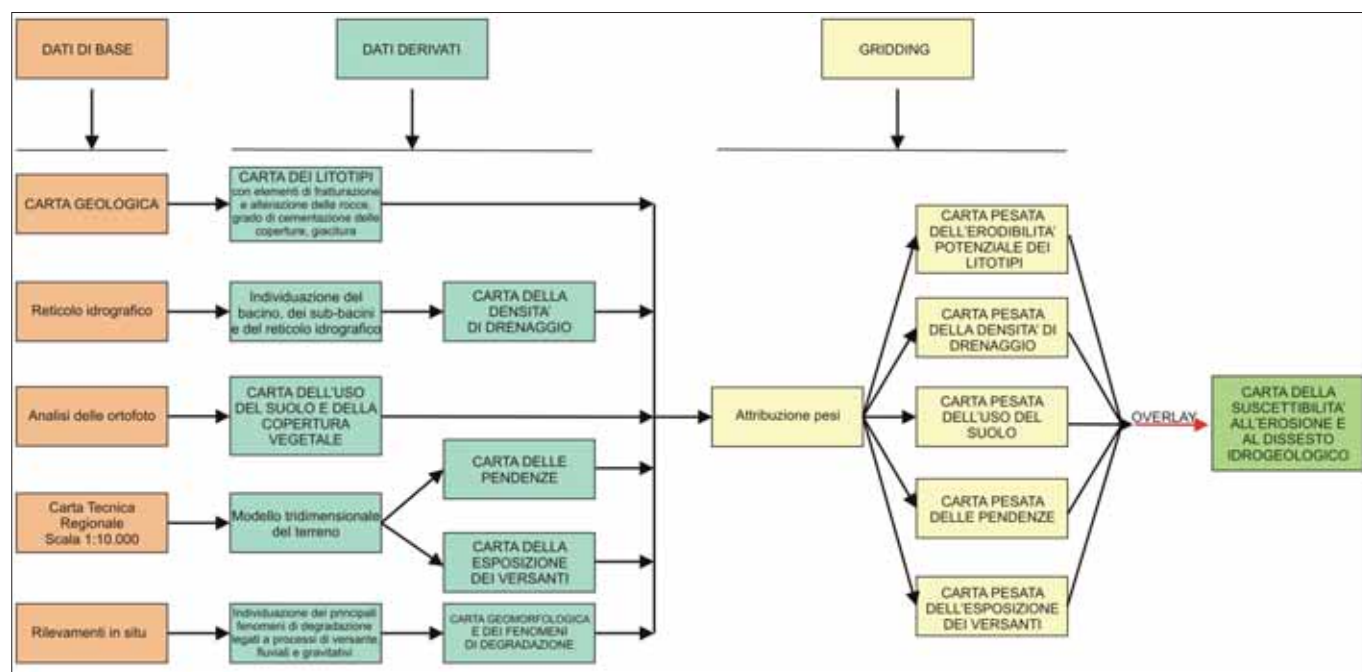 DATI DI BASE
DATI DERIVATI
GRIDDING
CARTA GEOLOGICA
CARTA DEI LITOTIPI
con elementi di fratturazione
e alterazione delle rocce,
grado di cementazione delle
coperture, giacitura
Reticolo idrografico
Individuazione del
bacino, dei sub-bacini
e del reticolo idrografico
CARTA DELLA
DENSITA'
DI DRENAGGIO
Analisi delle ortofoto
CARTA DELL'USO
DEL SUOLO E DELLA
COPERTURA
VEGETALE
Carta Tecnica
Regionale
Scala 1:10.000
Modello tridimensionale
del terreno
CARTA DELLE
PENDENZE
CARTA DELLA
ESPOSIZIONE
DEI VERSANTI
Rilevamenti in situ
Individuazione dei principali
fenomeni di degradazione
legati a processi di versante,
fluviali e gravitativi
CARTA GEOMORFOLOGICA
E DEI FENOMENI
DI DEGRADAZIONE
Attribuzione pesi
CARTA PESATA
DELL'ERODIBILITA'
POTENZIALE DEI
LITOTIPI
CARTA PESATA
DELLA DENSITA' DI
DRENAGGIO
CARTA PESATA
DELL'USO DEL
SUOLO
CARTA PESATA
DELLE PENDENZE
CARTA PESATA
DELL'ESPOSIZIONE
DEI VERSANTI
OVERLAY
CARTA DELLA
SUSCETTIBILITA'
ALL'EROSIONE E
AL DISSESTO
IDROGEOLOGICO